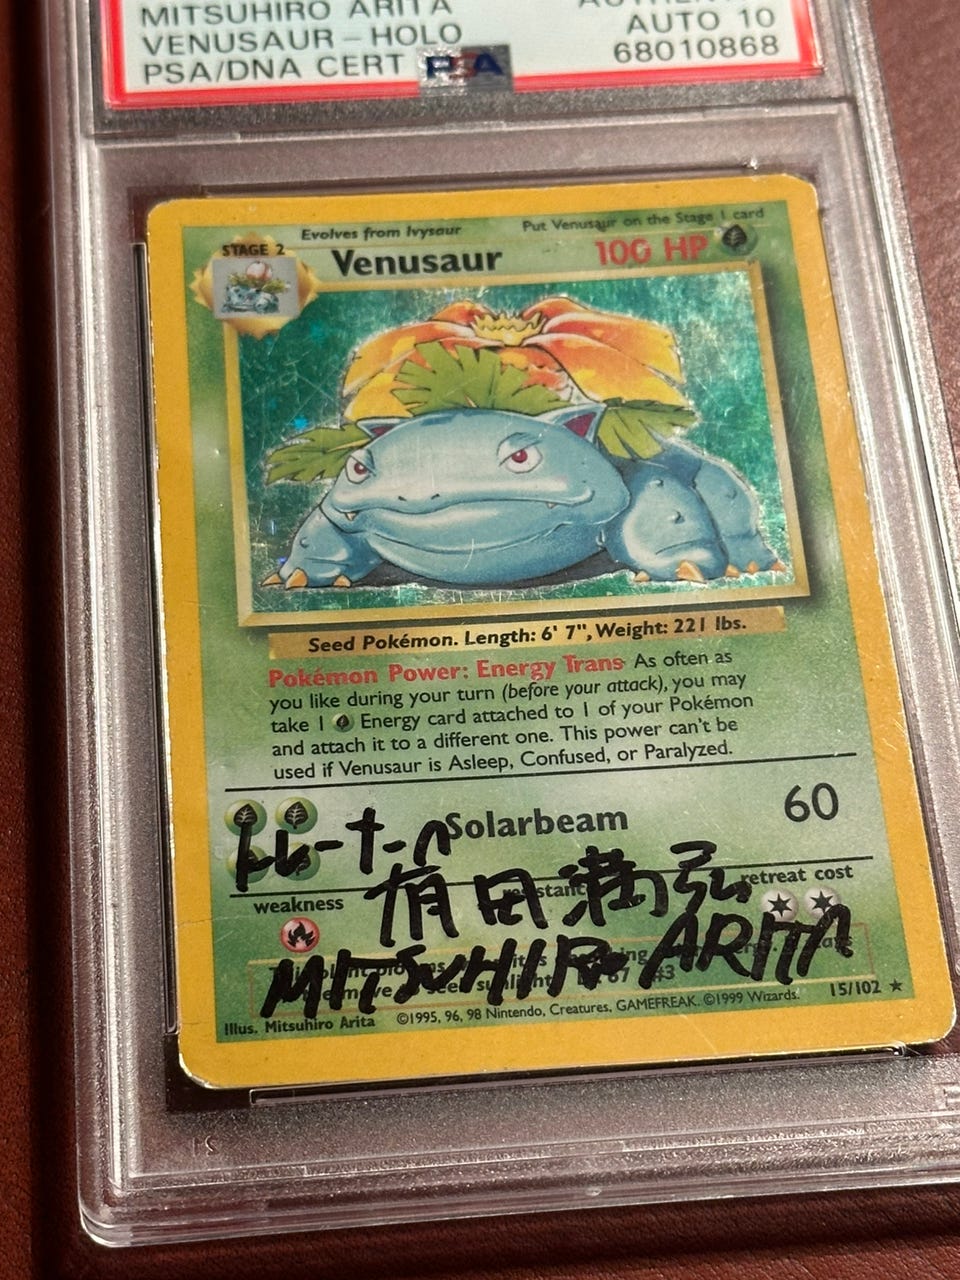 MITSUHIRO ARITA
VENUSAUR - HOLO AUTO 10
PSA/DNA CERT PSA 68010868
Evolves from Ivysaur Put Venusaur on the Stage 1 card
STAGE 2
Venusaur 100 HP
Seed Pokémon. Length: 6' 7", Weight: 221 lbs.
Pokémon Power: Energy Trans As often as
you like during your turn (before your attack), you may
take 1 Energy card attached to 1 of your Pokémon
and attach it to a different one. This power can't be
used if Venusaur is Asleep, Confused, or Paralyzed.
Solarbeam 60
トレーナーの
有田満弘
weakness retreat cost
MITSUHIRO ARITA
15/102
Illus. Mitsuhiro Arita ©1995, 96, 98 Nintendo, Creatures, GAMEFREAK. ©1999 Wizards.